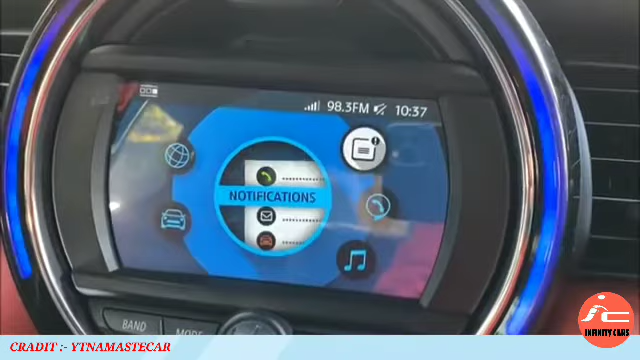 98.3FM 10:37
NOTIFICATIONS
BAND
MODE
CRADIT :- YTNAMASTECAR
INFINITY CARS